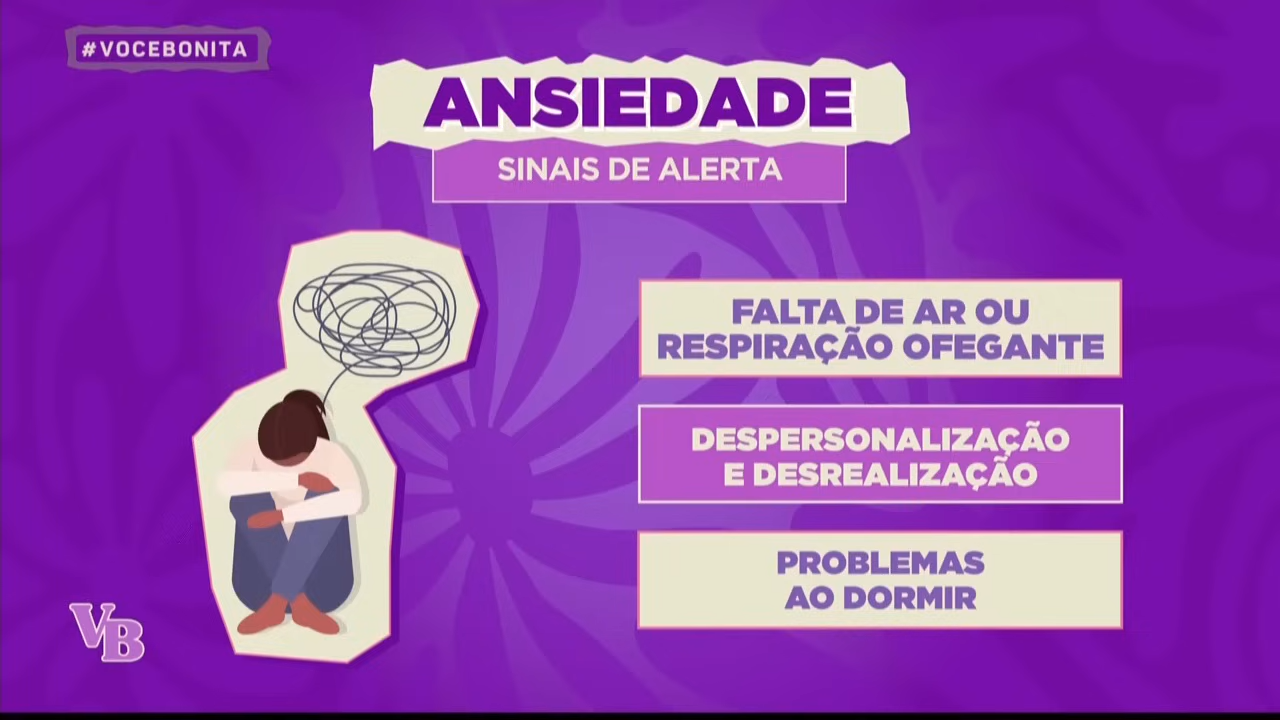 #VOCEBONITA
ANSIEDADE
SINAIS DE ALERTA
FALTA DE AR OU
RESPIRAÇÃO OFEGANTE
DESPERSONALIZAÇÃO
E DESREALIZAÇÃO
PROBLEMAS
AO DORMIR
VB